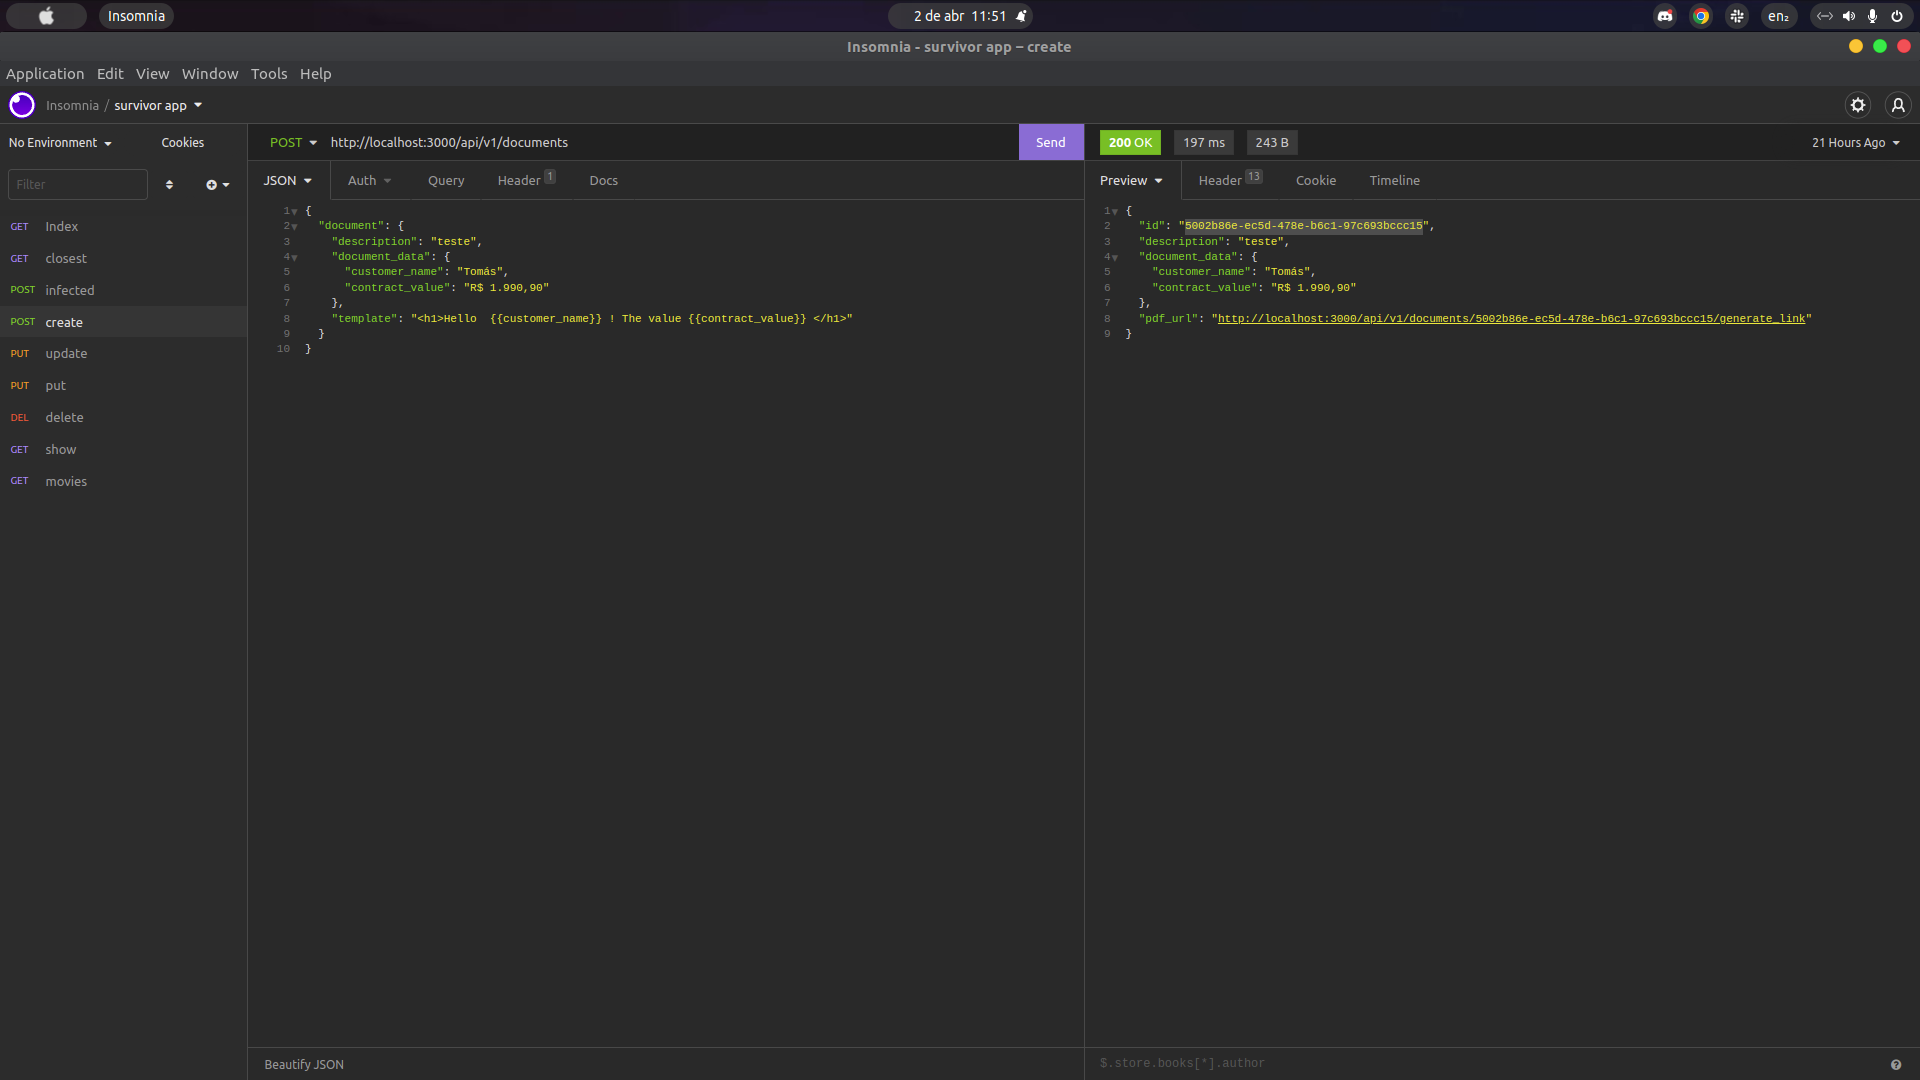 Insomnia
2 de abr 11:51
en₂
Insomnia - survivor app – create
Application Edit View Window Tools Help
Insomnia / survivor app
No Environment Cookies
POST http://localhost:3000/api/v1/documents Send
200 OK 197 ms 243 B 21 Hours Ago
Filter
JSON Auth Query Header 1 Docs
Preview Header 13 Cookie Timeline
GET Index
GET closest
POST infected
POST create
PUT update
PUT put
DEL delete
GET show
GET movies
1 {
2 "document": {
3 "description": "teste",
4 "document_data": {
5 "customer_name": "Tomás",
6 "contract_value": "R$ 1.990,90"
7 },
8 "template": "<h1>Hello  {{customer_name}} ! The value {{contract_value}} </h1>"
9 }
10 }
1 {
2 "id": "5002b86e-ec5d-478e-b6c1-97c693bccc15",
3 "description": "teste",
4 "document_data": {
5 "customer_name": "Tomás",
6 "contract_value": "R$ 1.990,90"
7 },
8 "pdf_url": "http://localhost:3000/api/v1/documents/5002b86e-ec5d-478e-b6c1-97c693bccc15/generate_link"
9 }
Beautify JSON
$.store.books[*].author